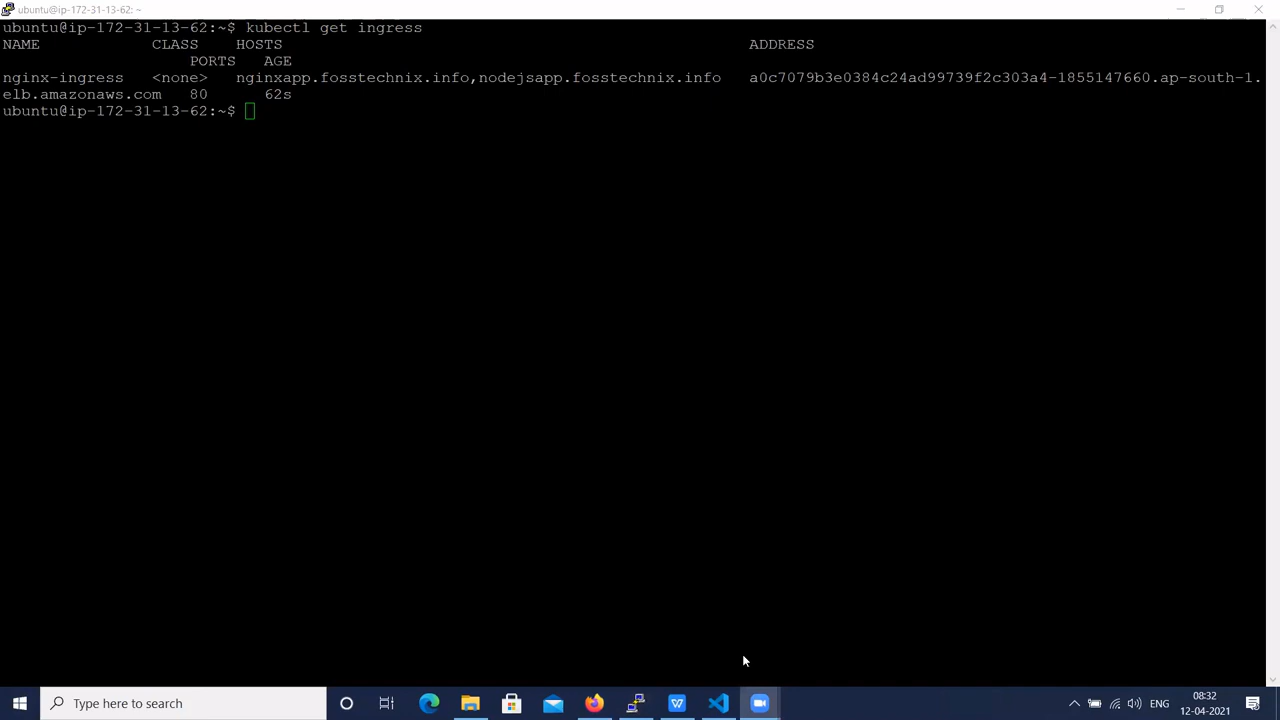 ubuntu@ip-172-31-13-62: ~
ubuntu@ip-172-31-13-62:~$ kubectl get ingress
NAME CLASS HOSTS ADDRESS
PORTS AGE
nginx-ingress <none> nginxapp.fosstechnix.info,nodejsapp.fosstechnix.info a0c7079b3e0384c24ad99739f2c303a4-1855147660.ap-south-1.
elb.amazonaws.com 80 62s
ubuntu@ip-172-31-13-62:~$
Type here to search
ENG
08:32
12-04-2021